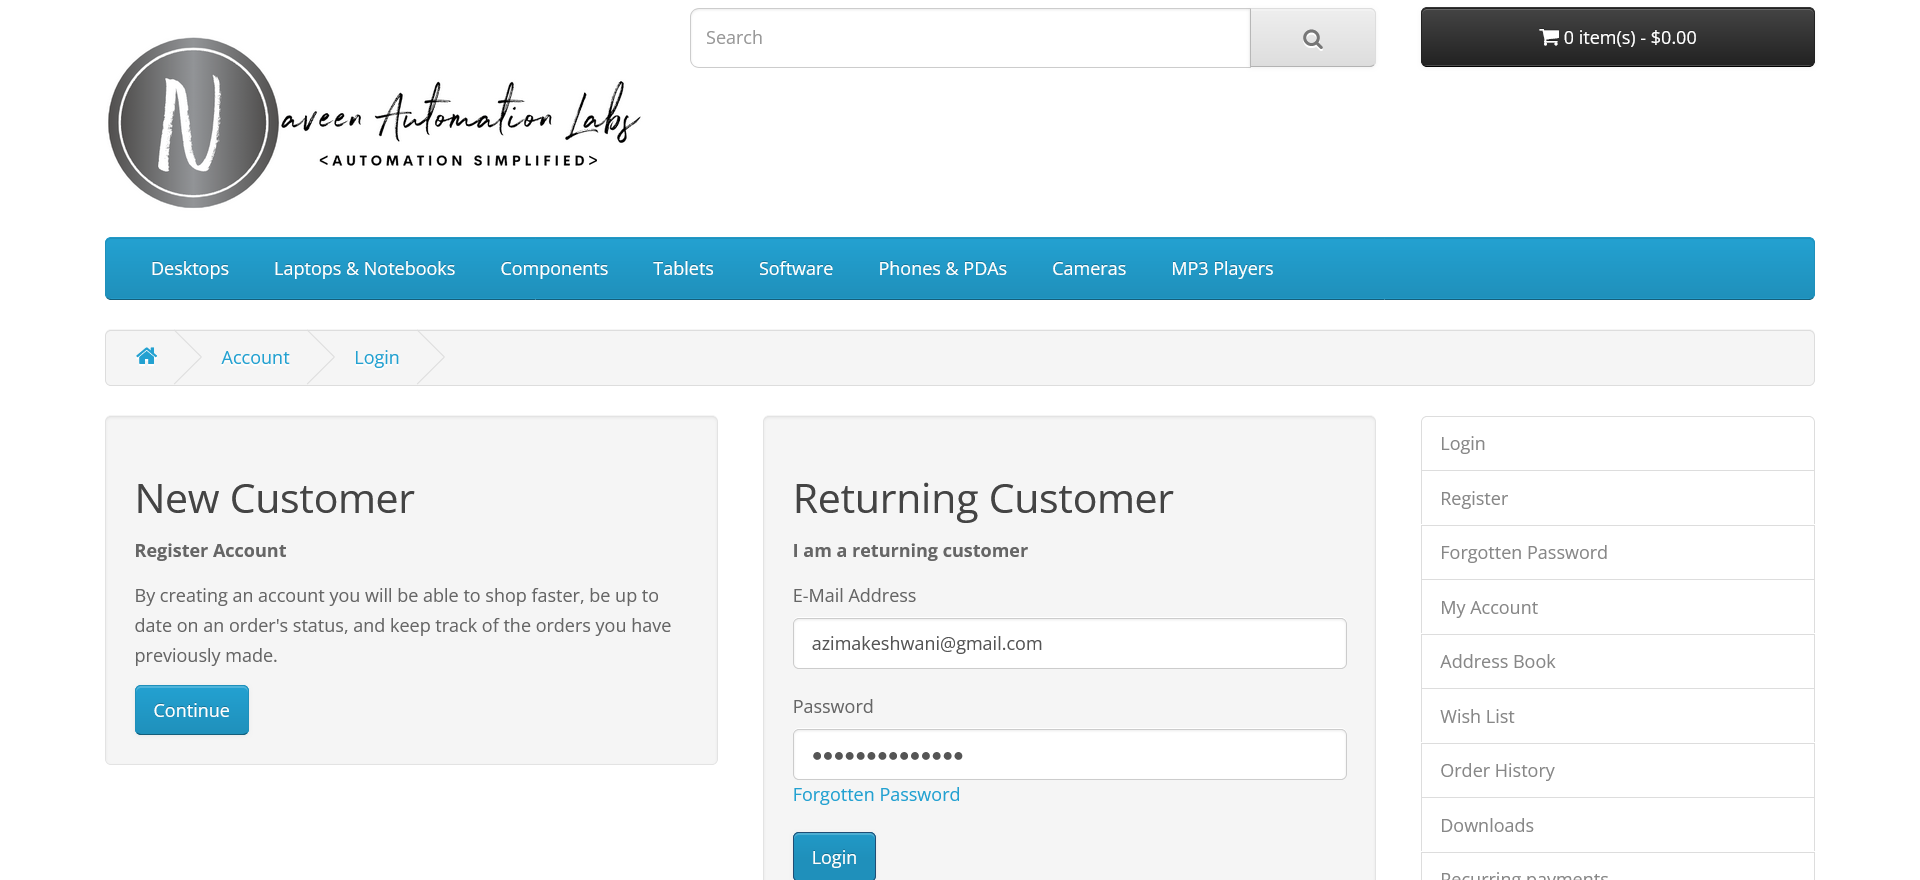 Search
0 item(s) - $0.00
N
aveen Automation Labs
<AUTOMATION SIMPLIFIED>
Desktops
Laptops & Notebooks
Components
Tablets
Software
Phones & PDAs
Cameras
MP3 Players
Account
Login
New Customer
Register Account
By creating an account you will be able to shop faster, be up to
date on an order's status, and keep track of the orders you have
previously made.
Continue
Returning Customer
I am a returning customer
E-Mail Address
azimakeshwani@gmail.com
Password
••••••••••••••
Forgotten Password
Login
Login
Register
Forgotten Password
My Account
Address Book
Wish List
Order History
Downloads
Recurring payments